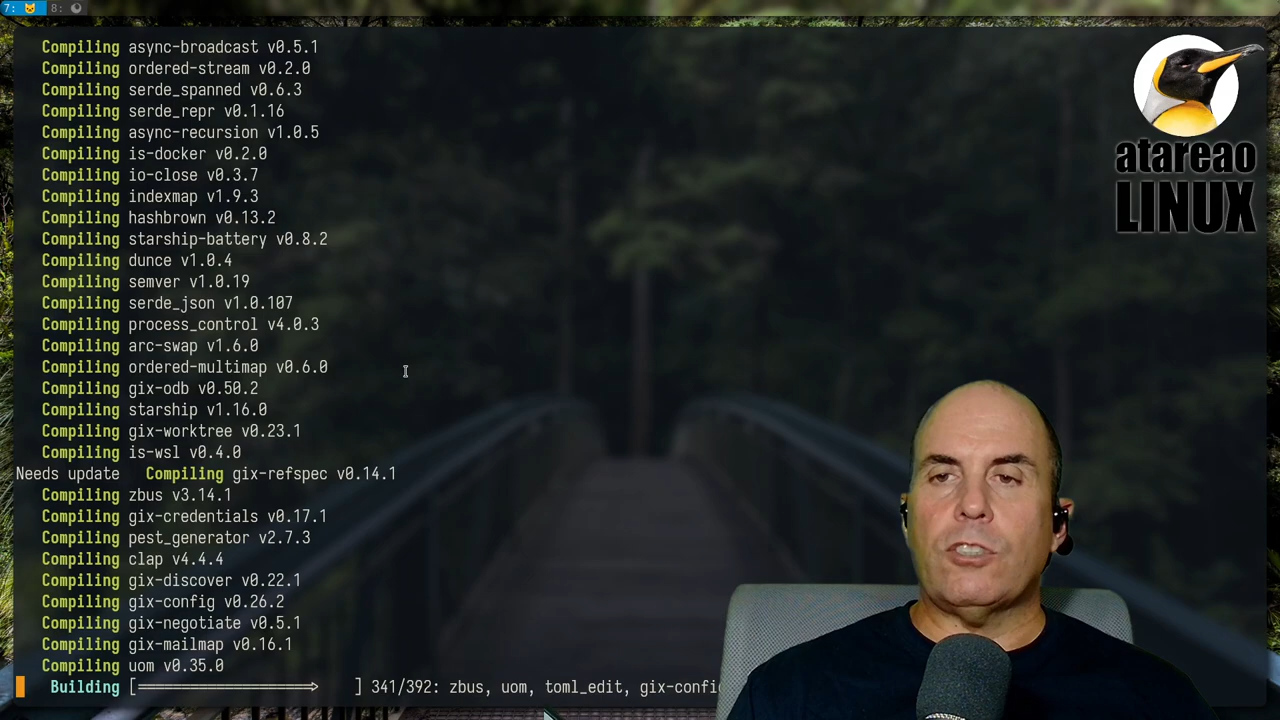 7: 8:
Compiling async-broadcast v0.5.1
Compiling ordered-stream v0.2.0
Compiling serde_spanned v0.6.3
Compiling serde_repr v0.1.16
Compiling async-recursion v1.0.5
Compiling is-docker v0.2.0
Compiling io-close v0.3.7
Compiling indexmap v1.9.3
Compiling hashbrown v0.13.2
Compiling starship-battery v0.8.2
Compiling dunce v1.0.4
Compiling semver v1.0.19
Compiling serde_json v1.0.107
Compiling process_control v4.0.3
Compiling arc-swap v1.6.0
Compiling ordered-multimap v0.6.0
Compiling gix-odb v0.50.2
Compiling starship v1.16.0
Compiling gix-worktree v0.23.1
Compiling is-wsl v0.4.0
Needs update Compiling gix-refspec v0.14.1
Compiling zbus v3.14.1
Compiling gix-credentials v0.17.1
Compiling pest_generator v2.7.3
Compiling clap v4.4.4
Compiling gix-discover v0.22.1
Compiling gix-config v0.26.2
Compiling gix-negotiate v0.5.1
Compiling gix-mailmap v0.16.1
Compiling uom v0.35.0
Building [====================> ] 341/392: zbus, uom, toml_edit, gix-config
atareao
LINUX